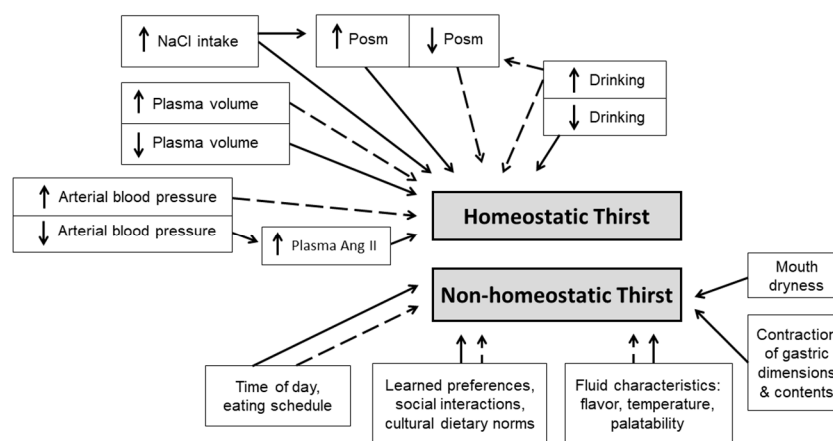 ↑ NaCl intake
↑ Posm
↓ Posm
↑ Drinking
↓ Drinking
↑ Plasma volume
↓ Plasma volume
↑ Arterial blood pressure
↓ Arterial blood pressure
↑ Plasma Ang II
Homeostatic Thirst
Non-homeostatic Thirst
Mouth
dryness
Contraction
of gastric
dimensions
& contents
Time of day,
eating schedule
Learned preferences,
social interactions,
cultural dietary norms
Fluid characteristics:
flavor, temperature,
palatability